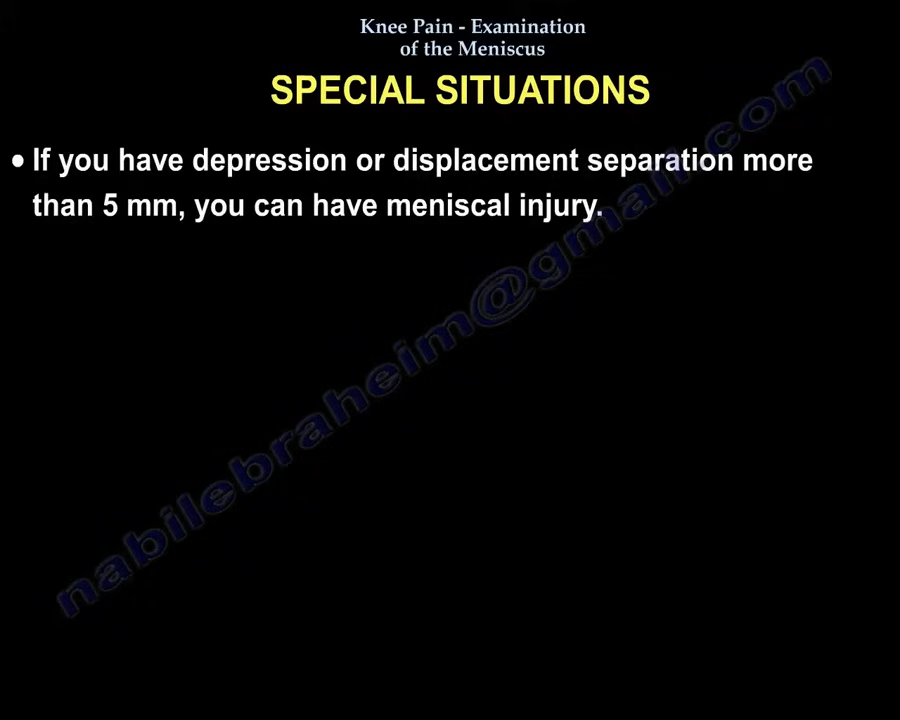 Knee Pain - Examination
of the Meniscus
SPECIAL SITUATIONS
• If you have depression or displacement separation more
than 5 mm, you can have meniscal injury.
nabilebraheim@gmail.com